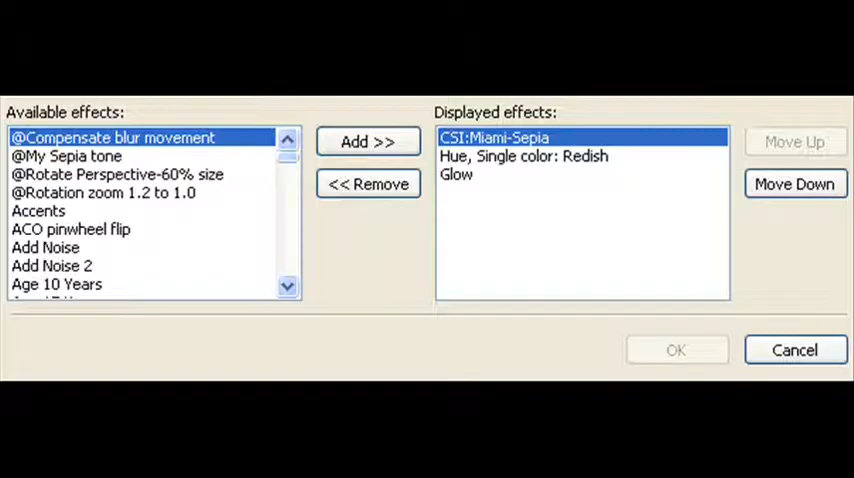 Available effects:
@Compensate blur movement
@My Sepia tone
@Rotate Perspective-60% size
@Rotation zoom 1.2 to 1.0
Accents
ACO pinwheel flip
Add Noise
Add Noise 2
Age 10 Years
Add >>
<< Remove
Displayed effects:
CSI:Miami-Sepia
Hue, Single color: Redish
Glow
Move Up
Move Down
OK
Cancel